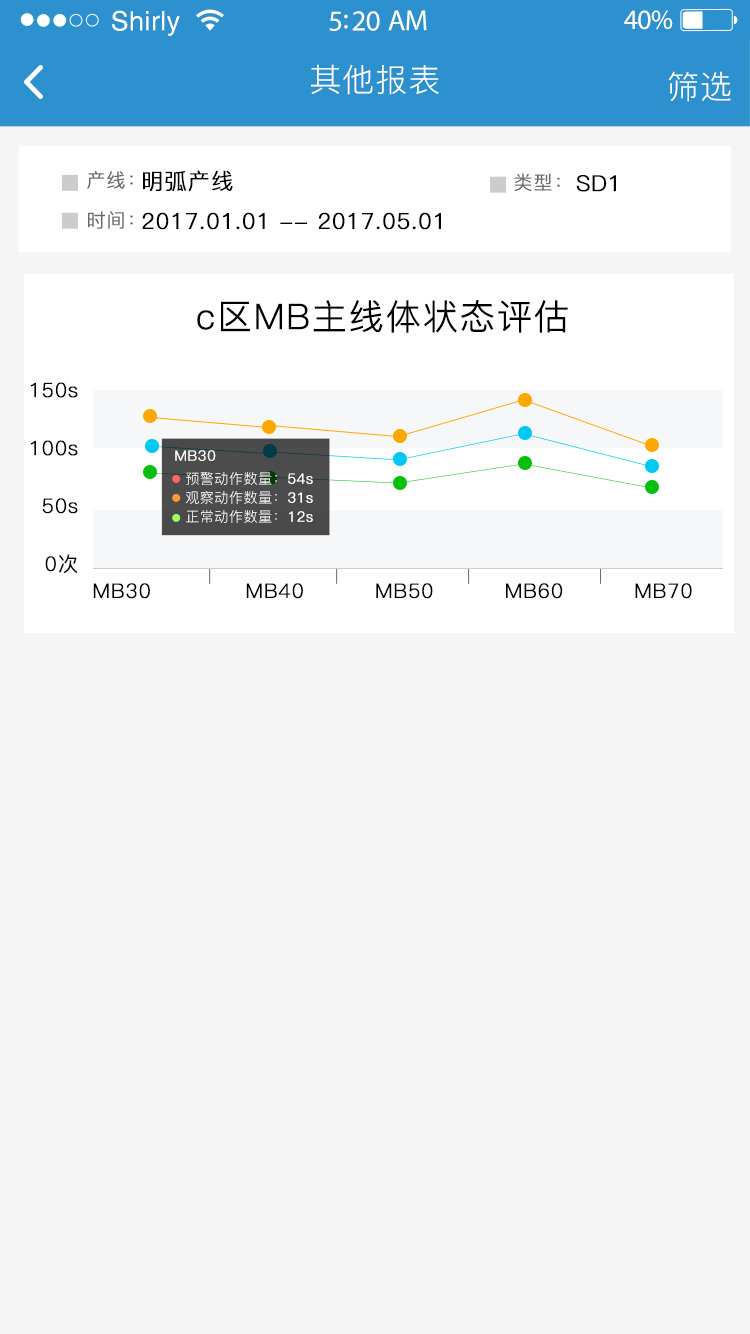 Shirly 5:20 AM 40%
其他报表 筛选
产线: 明弧产线 类型: SD1
时间: 2017.01.01 -- 2017.05.01
c区MB主线体状态评估
150s
100s
50s
0次
MB30
预警动作数量: 54s
观察动作数量: 31s
正常动作数量: 12s
MB30 MB40 MB50 MB60 MB70